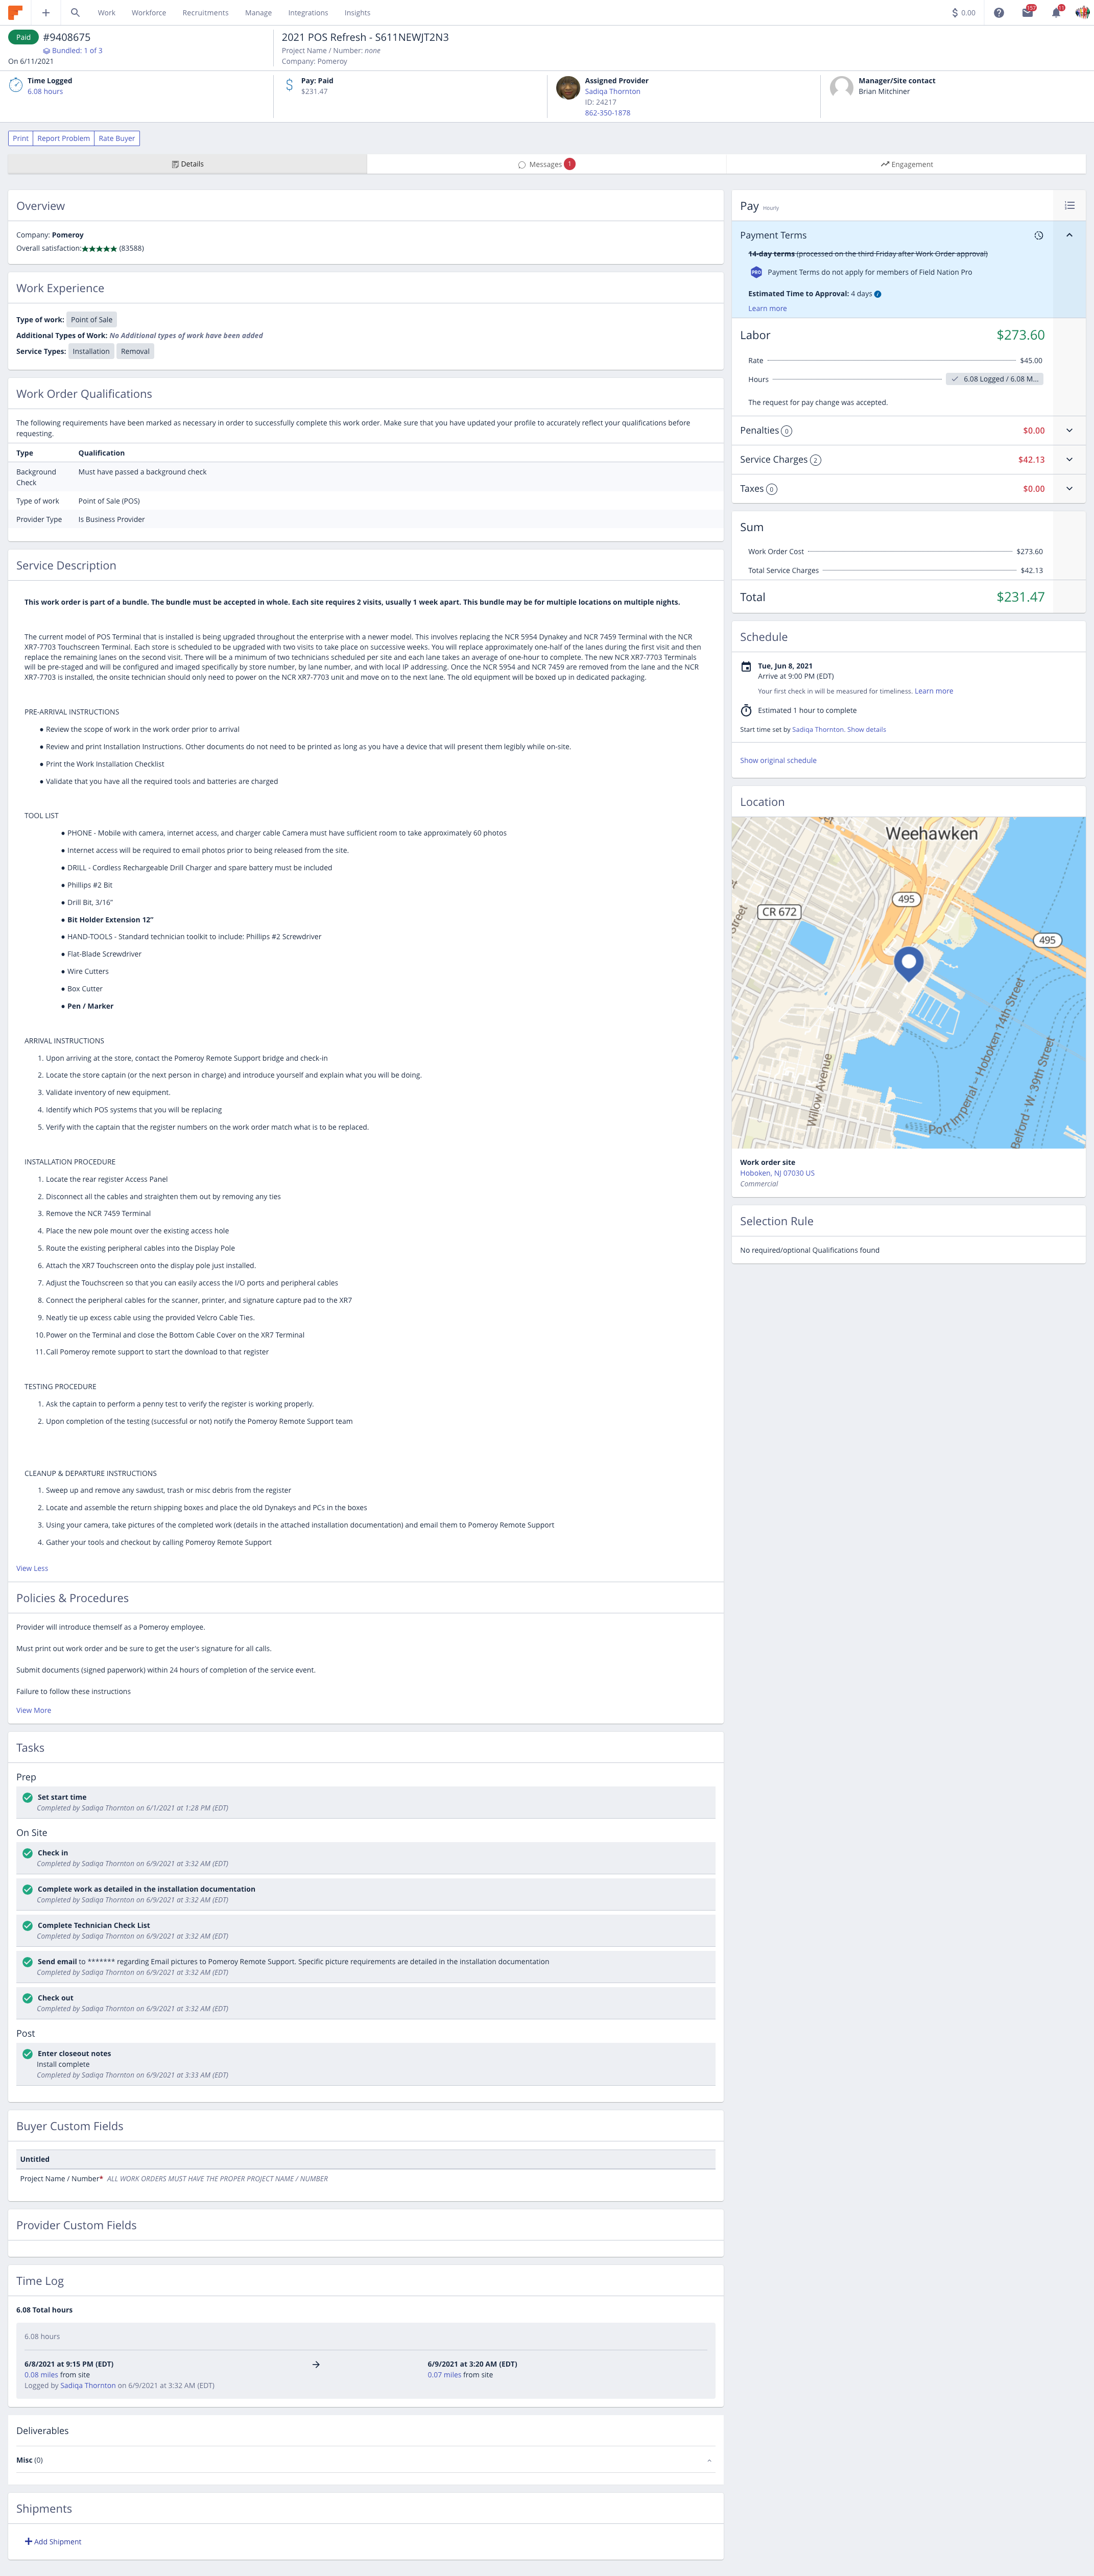 Work Workforce Recruitments Manage Integrations Insights 0.00 157 11
Paid #9408675
Bundled: 1 of 3
On 6/11/2021
2021 POS Refresh - S611NEWJT2N3
Project Name / Number: none
Company: Pomeroy
Time Logged
6.08 hours
Pay: Paid
$231.47
Assigned Provider
Sadiqa Thornton
ID: 24217
862-350-1878
Manager/Site contact
Brian Mitchiner
Print Report Problem Rate Buyer
Details Messages 1 Engagement
Overview
Company: Pomeroy
Overall satisfaction:★★★★★ (83588)
Work Experience
Type of work: Point of Sale
Additional Types of Work: No Additional types of work have been added
Service Types: Installation Removal
Work Order Qualifications
The following requirements have been marked as necessary in order to successfully complete this work order. Make sure that you have updated your profile to accurately reflect your qualifications before
requesting.
Type Qualification
Background Must have passed a background check
Check
Type of work Point of Sale (POS)
Provider Type Is Business Provider
Service Description
This work order is part of a bundle. The bundle must be accepted in whole. Each site requires 2 visits, usually 1 week apart. This bundle may be for multiple locations on multiple nights.
The current model of POS Terminal that is installed is being upgraded throughout the enterprise with a newer model. This involves replacing the NCR 5954 Dynakey and NCR 7459 Terminal with the NCR
XR7-7703 Touchscreen Terminal. Each store is scheduled to be upgraded with two visits to take place on successive weeks. You will replace approximately one-half of the lanes during the first visit and then
replace the remaining lanes on the second visit. There will be a minimum of two technicians scheduled per site and each lane takes an average of one-hour to complete. The new NCR XR7-7703 Terminals
will be pre-staged and will be configured and imaged specifically by store number, by lane number, and with local IP addressing. Once the NCR 5954 and NCR 7459 are removed from the lane and the NCR
XR7-7703 is installed, the onsite technician should only need to power on the NCR XR7-7703 unit and move on to the next lane. The old equipment will be boxed up in dedicated packaging.
PRE-ARRIVAL INSTRUCTIONS
● Review the scope of work in the work order prior to arrival
● Review and print Installation Instructions. Other documents do not need to be printed as long as you have a device that will present them legibly while on-site.
● Print the Work Installation Checklist
● Validate that you have all the required tools and batteries are charged
TOOL LIST
● PHONE - Mobile with camera, internet access, and charger cable Camera must have sufficient room to take approximately 60 photos
● Internet access will be required to email photos prior to being released from the site.
● DRILL - Cordless Rechargeable Drill Charger and spare battery must be included
● Phillips #2 Bit
● Drill Bit, 3/16"
● Bit Holder Extension 12"
● HAND-TOOLS - Standard technician toolkit to include: Phillips #2 Screwdriver
● Flat-Blade Screwdriver
● Wire Cutters
● Box Cutter
● Pen / Marker
ARRIVAL INSTRUCTIONS
1. Upon arriving at the store, contact the Pomeroy Remote Support bridge and check-in
2. Locate the store captain (or the next person in charge) and introduce yourself and explain what you will be doing.
3. Validate inventory of new equipment.
4. Identify which POS systems that you will be replacing
5. Verify with the captain that the register numbers on the work order match what is to be replaced.
INSTALLATION PROCEDURE
1. Locate the rear register Access Panel
2. Disconnect all the cables and straighten them out by removing any ties
3. Remove the NCR 7459 Terminal
4. Place the new pole mount over the existing access hole
5. Route the existing peripheral cables into the Display Pole
6. Attach the XR7 Touchscreen onto the display pole just installed.
7. Adjust the Touchscreen so that you can easily access the I/O ports and peripheral cables
8. Connect the peripheral cables for the scanner, printer, and signature capture pad to the XR7
9. Neatly tie up excess cable using the provided Velcro Cable Ties.
10.Power on the Terminal and close the Bottom Cable Cover on the XR7 Terminal
11.Call Pomeroy remote support to start the download to that register
TESTING PROCEDURE
1. Ask the captain to perform a penny test to verify the register is working properly.
2. Upon completion of the testing (successful or not) notify the Pomeroy Remote Support team
CLEANUP & DEPARTURE INSTRUCTIONS
1. Sweep up and remove any sawdust, trash or misc debris from the register
2. Locate and assemble the return shipping boxes and place the old Dynakeys and PCs in the boxes
3. Using your camera, take pictures of the completed work (details in the attached installation documentation) and email them to Pomeroy Remote Support
4. Gather your tools and checkout by calling Pomeroy Remote Support
View Less
Policies & Procedures
Provider will introduce themself as a Pomeroy employee.
Must print out work order and be sure to get the user's signature for all calls.
Submit documents (signed paperwork) within 24 hours of completion of the service event.
Failure to follow these instructions
View More
Tasks
Prep
Set start time
Completed by Sadiqa Thornton on 6/1/2021 at 1:28 PM (EDT)
On Site
Check in
Completed by Sadiqa Thornton on 6/9/2021 at 3:32 AM (EDT)
Complete work as detailed in the installation documentation
Completed by Sadiqa Thornton on 6/9/2021 at 3:32 AM (EDT)
Complete Technician Check List
Completed by Sadiqa Thornton on 6/9/2021 at 3:32 AM (EDT)
Send email to ******* regarding Email pictures to Pomeroy Remote Support. Specific picture requirements are detailed in the installation documentation
Completed by Sadiqa Thornton on 6/9/2021 at 3:32 AM (EDT)
Check out
Completed by Sadiqa Thornton on 6/9/2021 at 3:32 AM (EDT)
Post
Enter closeout notes
Install complete
Completed by Sadiqa Thornton on 6/9/2021 at 3:33 AM (EDT)
Buyer Custom Fields
Untitled
Project Name / Number* ALL WORK ORDERS MUST HAVE THE PROPER PROJECT NAME / NUMBER
Provider Custom Fields
Time Log
6.08 Total hours
6.08 hours
6/8/2021 at 9:15 PM (EDT) → 6/9/2021 at 3:20 AM (EDT)
0.08 miles from site 0.07 miles from site
Logged by Sadiqa Thornton on 6/9/2021 at 3:32 AM (EDT)
Deliverables
Misc (0)
Shipments
+ Add Shipment
Pay Hourly
Payment Terms
14-day terms (processed on the third Friday after Work Order approval)
PRO Payment Terms do not apply for members of Field Nation Pro
Estimated Time to Approval: 4 days
Learn more
Labor $273.60
Rate $45.00
Hours 6.08 Logged / 6.08 M...
The request for pay change was accepted.
Penalties 0 $0.00
Service Charges 2 $42.13
Taxes 0 $0.00
Sum
Work Order Cost $273.60
Total Service Charges $42.13
Total $231.47
Schedule
Tue, Jun 8, 2021
Arrive at 9:00 PM (EDT)
Your first check in will be measured for timeliness. Learn more
Estimated 1 hour to complete
Start time set by Sadiqa Thornton. Show details
Show original schedule
Location
Weehawken
495
CR 672
Street
495
Willow Avenue
Port Imperial – Hoboken 14th Street
Belford - W. 39th Street
Work order site
Hoboken, NJ 07030 US
Commercial
Selection Rule
No required/optional Qualifications found